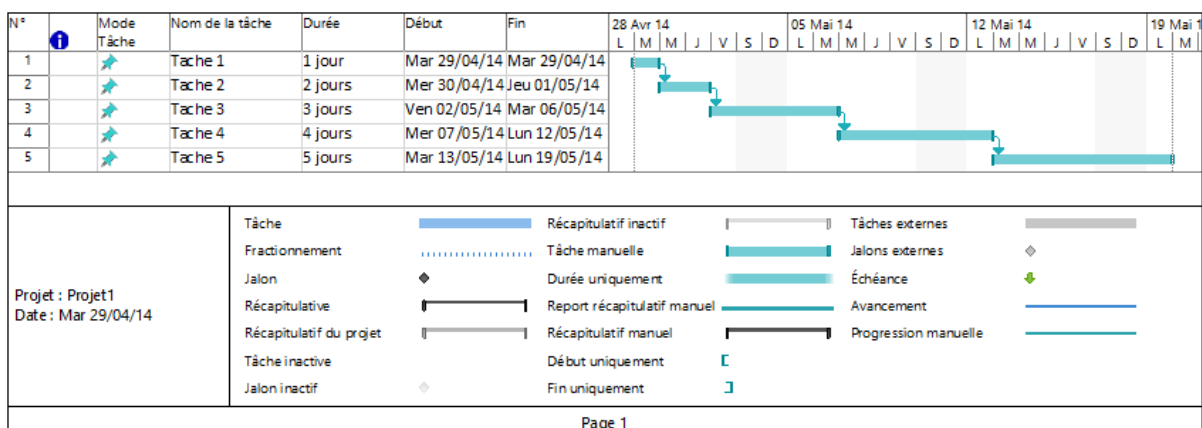 N° Mode Tâche Nom de la tâche Durée Début Fin 28 Avr 14 05 Mai 14 12 Mai 14 19 Mai 1
L M M J V S D L M M J V S D L M M J V S D L M
1 Tache 1 1 jour Mar 29/04/14 Mar 29/04/14
2 Tache 2 2 jours Mer 30/04/14 Jeu 01/05/14
3 Tache 3 3 jours Ven 02/05/14 Mar 06/05/14
4 Tache 4 4 jours Mer 07/05/14 Lun 12/05/14
5 Tache 5 5 jours Mar 13/05/14 Lun 19/05/14
Projet : Projet1
Date : Mar 29/04/14
Tâche
Fractionnement
Jalon
Récapitulative
Récapitulatif du projet
Tâche inactive
Jalon inactif
Récapitulatif inactif
Tâche manuelle
Durée uniquement
Report récapitulatif manuel
Récapitulatif manuel
Début uniquement
Fin uniquement
Tâches externes
Jalons externes
Échéance
Avancement
Progression manuelle
Page 1